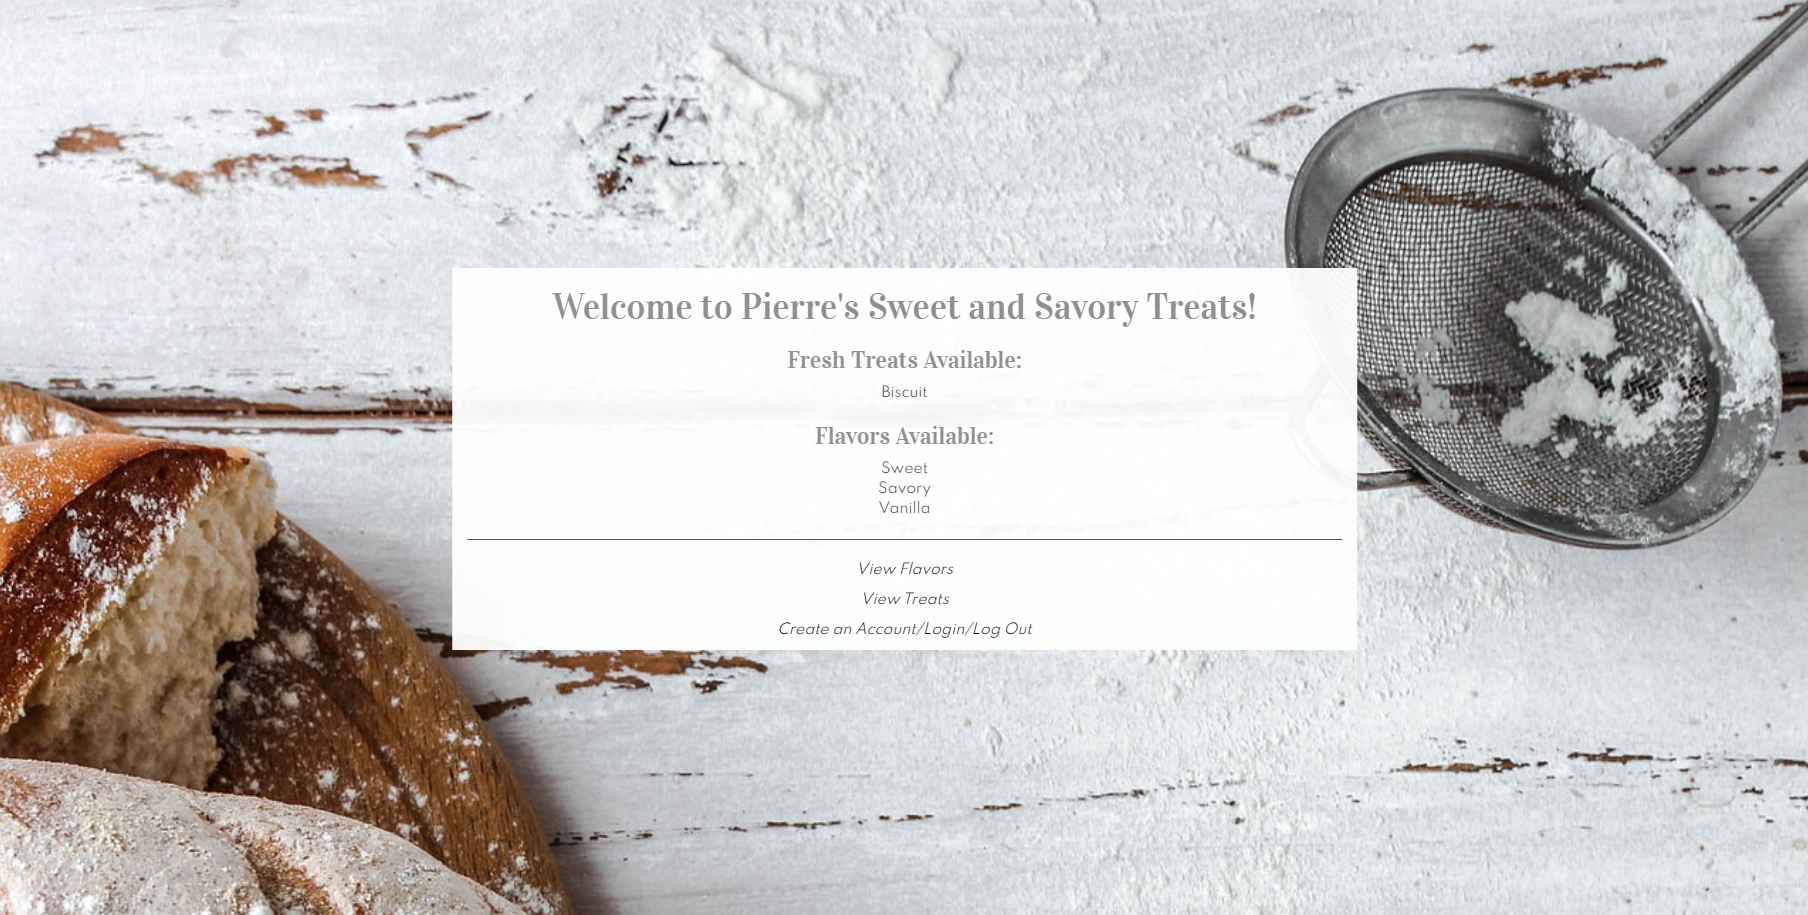 Welcome to Pierre's Sweet and Savory Treats!
Fresh Treats Available:
Biscuit
Flavors Available:
Sweet
Savory
Vanilla
View Flavors
View Treats
Create an Account/Login/Log Out